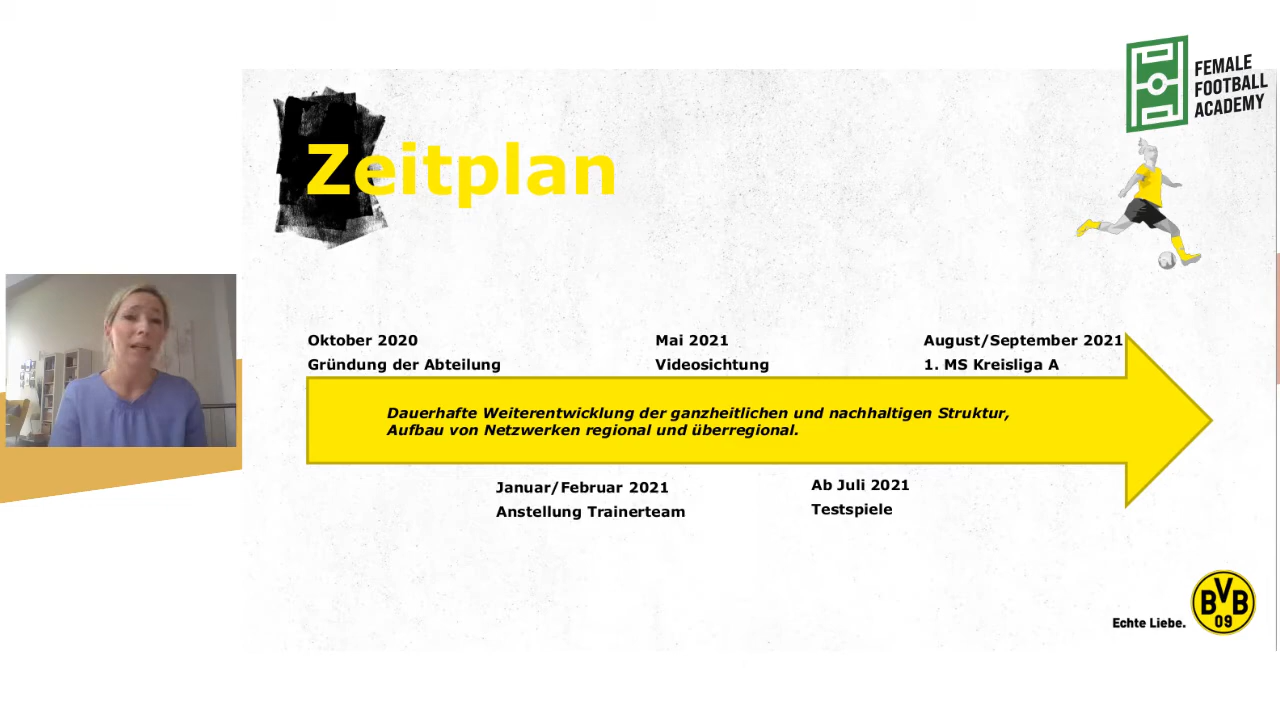 FEMALE
FOOTBALL
ACADEMY
Zeitplan
Oktober 2020
Gründung der Abteilung
Mai 2021
Videosichtung
August/September 2021
1. MS Kreisliga A
Dauerhafte Weiterentwicklung der ganzheitlichen und nachhaltigen Struktur,
Aufbau von Netzwerken regional und überregional.
Januar/Februar 2021
Anstellung Trainerteam
Ab Juli 2021
Testspiele
Echte Liebe.
BVB
09